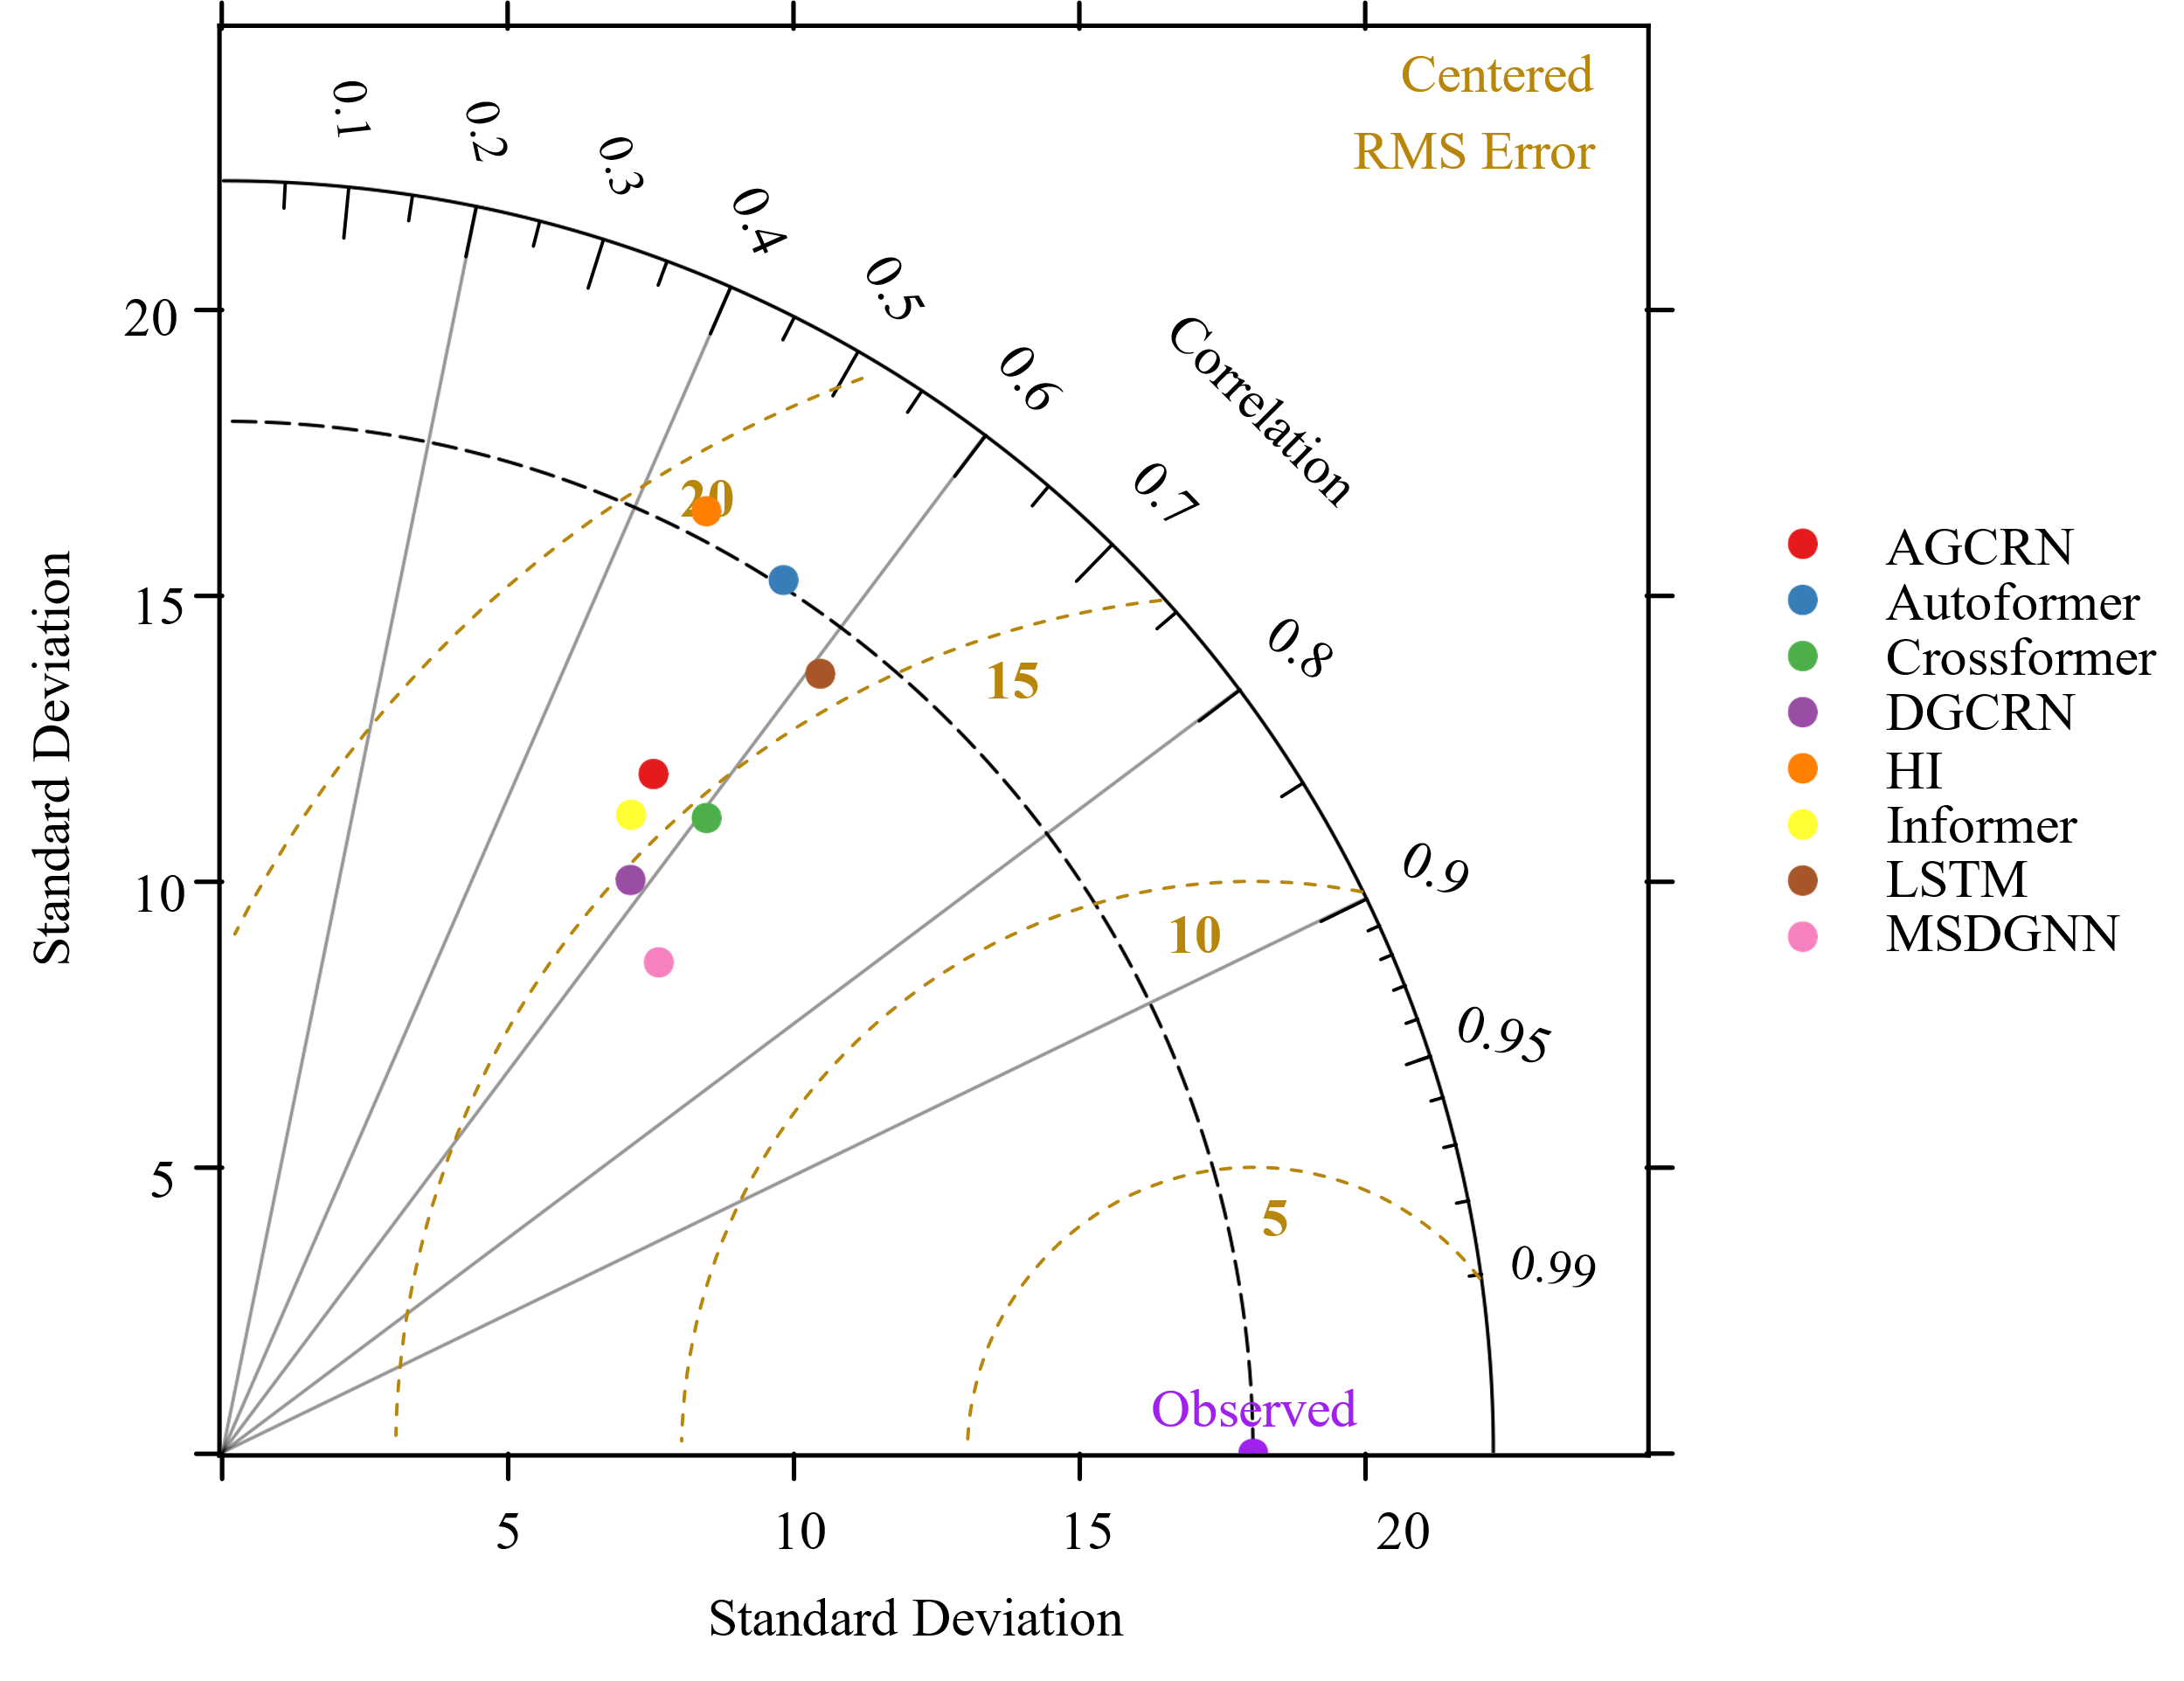 Centered
RMS Error
0.1
0.2
0.3
0.4
0.5
0.6
0.7
0.8
0.9
0.95
0.99
Correlation
20
15
10
5
Standard Deviation
20
15
10
5
Observed
5
10
15
20
Standard Deviation
AGCRN
Autoformer
Crossformer
DGCRN
HI
Informer
LSTM
MSDGNN